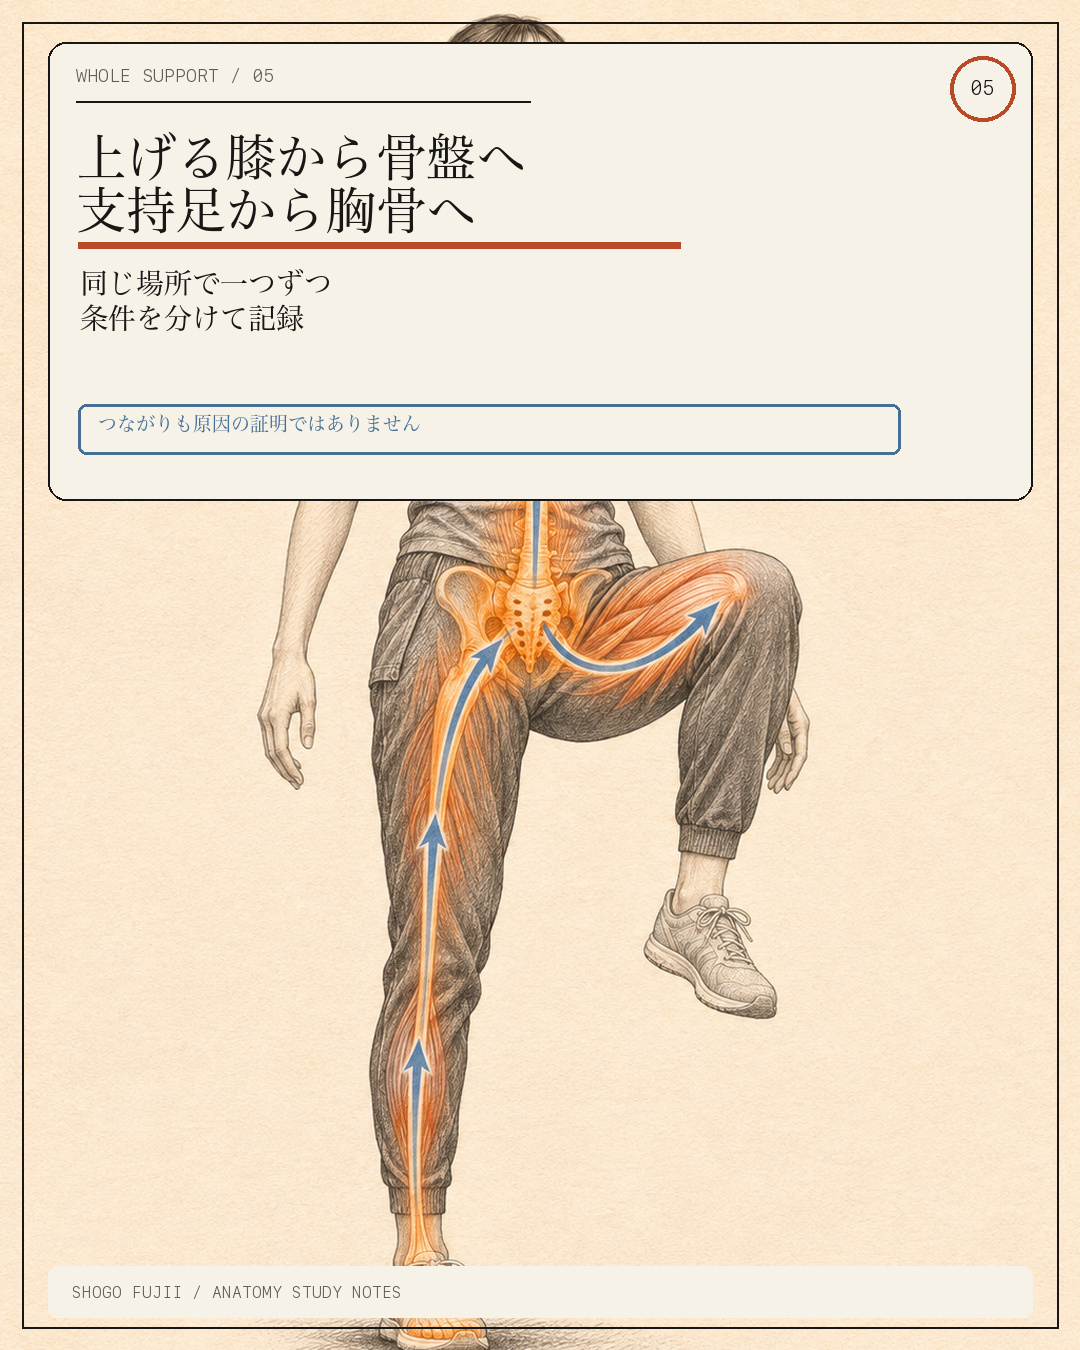 WHOLE SUPPORT / 05
05
上げる膝から骨盤へ
支持足から胸骨へ
同じ場所で一つずつ
条件を分けて記録
つながりも原因の証明ではありません
SHOGO FUJII / ANATOMY STUDY NOTES